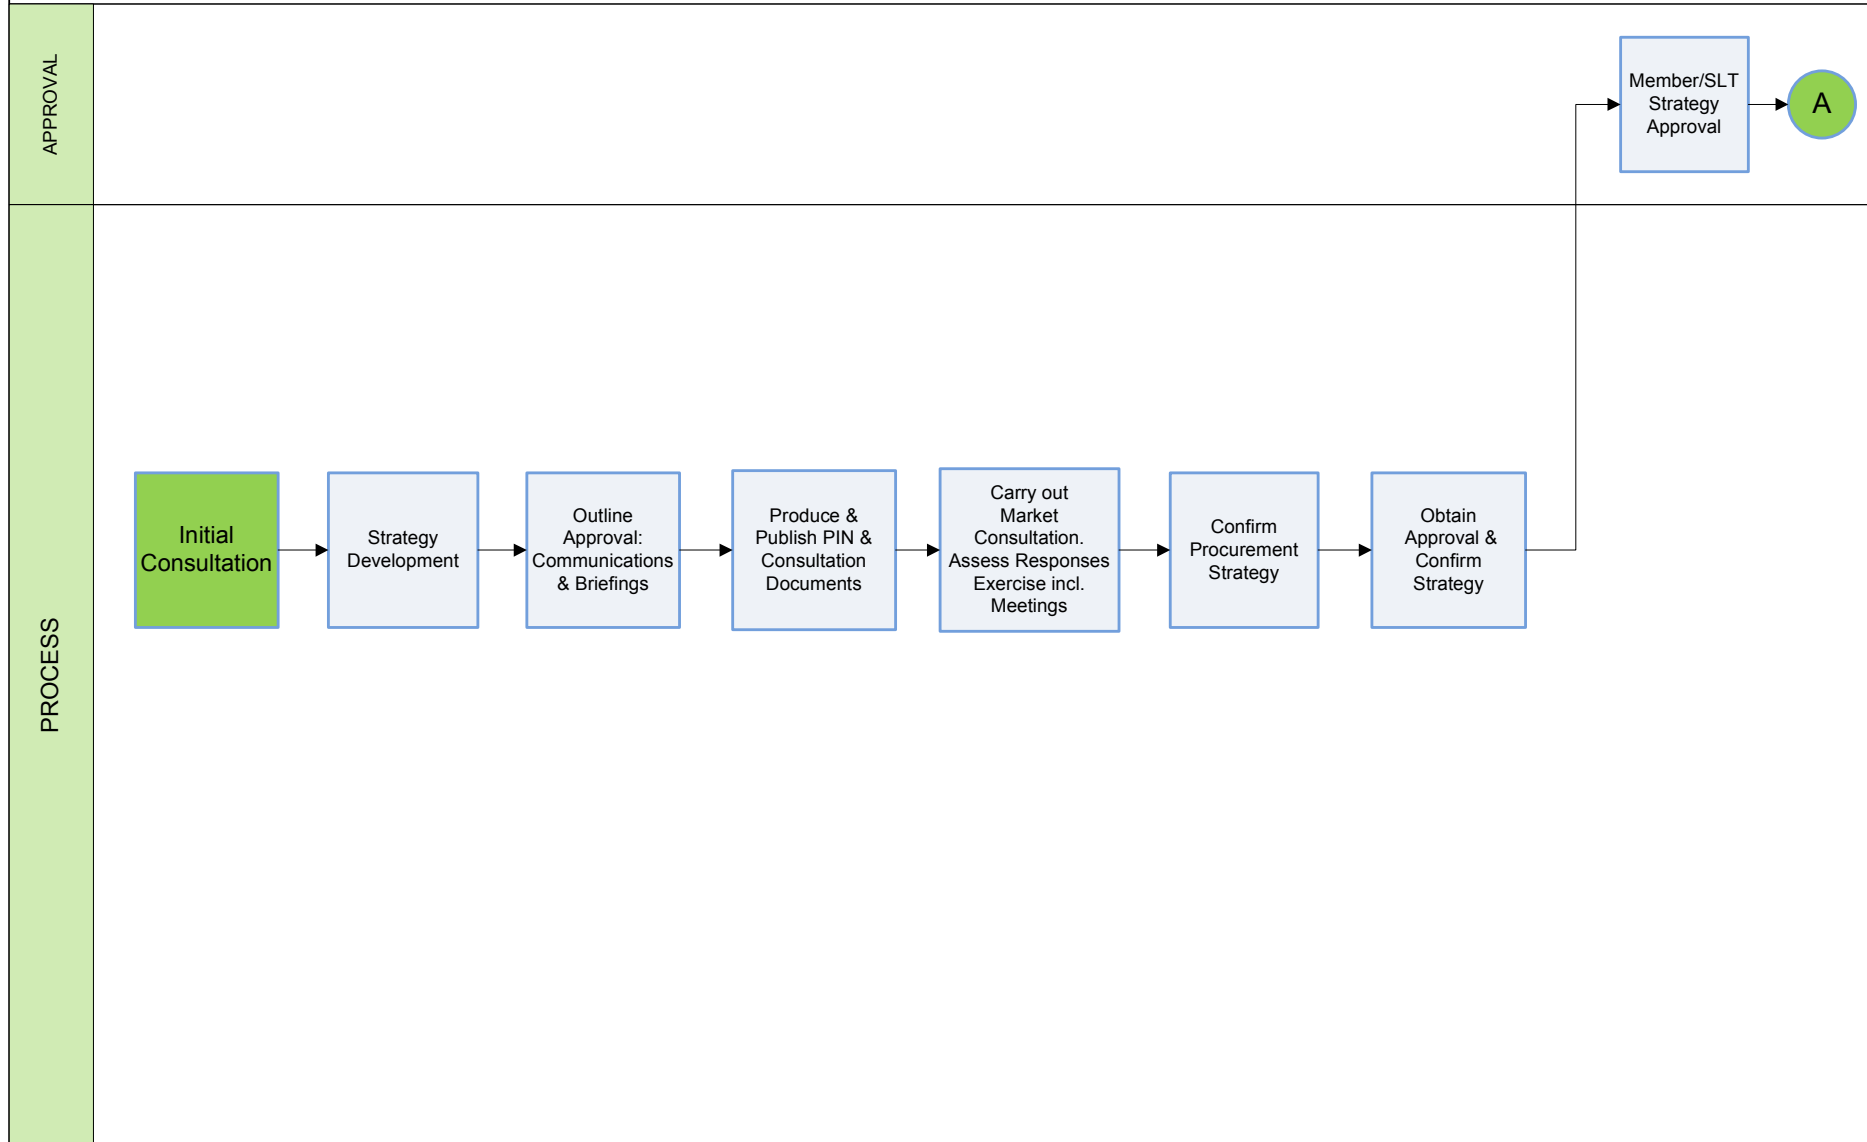 APPROVAL
Member/SLT
Strategy
Approval
A
PROCESS
Initial
Consultation
Strategy
Development
Outline
Approval:
Communications
& Briefings
Produce &
Publish PIN &
Consultation
Documents
Carry out
Market
Consultation.
Assess Responses
Exercise incl.
Meetings
Confirm
Procurement
Strategy
Obtain
Approval &
Confirm
Strategy